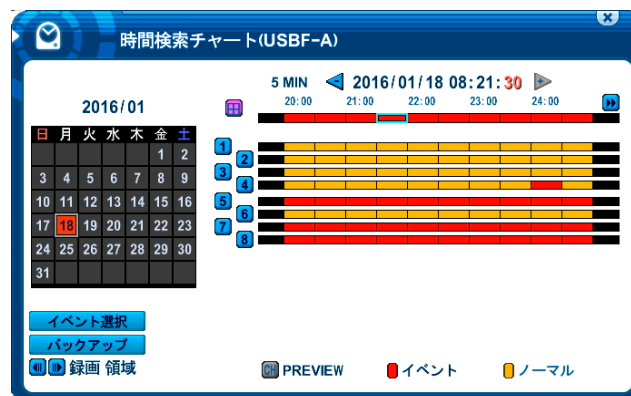 時間検索チャート(USBF-A)
5 MIN 2016/01/18 08:21:30
2016/01
20:00 21:00 22:00 23:00 24:00
日 月 火 水 木 金 土
1 2
3 4 5 6 7 8 9
10 11 12 13 14 15 16
17 18 19 20 21 22 23
24 25 26 27 28 29 30
31
1
2
3
4
5
6
7
8
イベント選択
バックアップ
録画 領域
CH PREVIEW イベント ノーマル